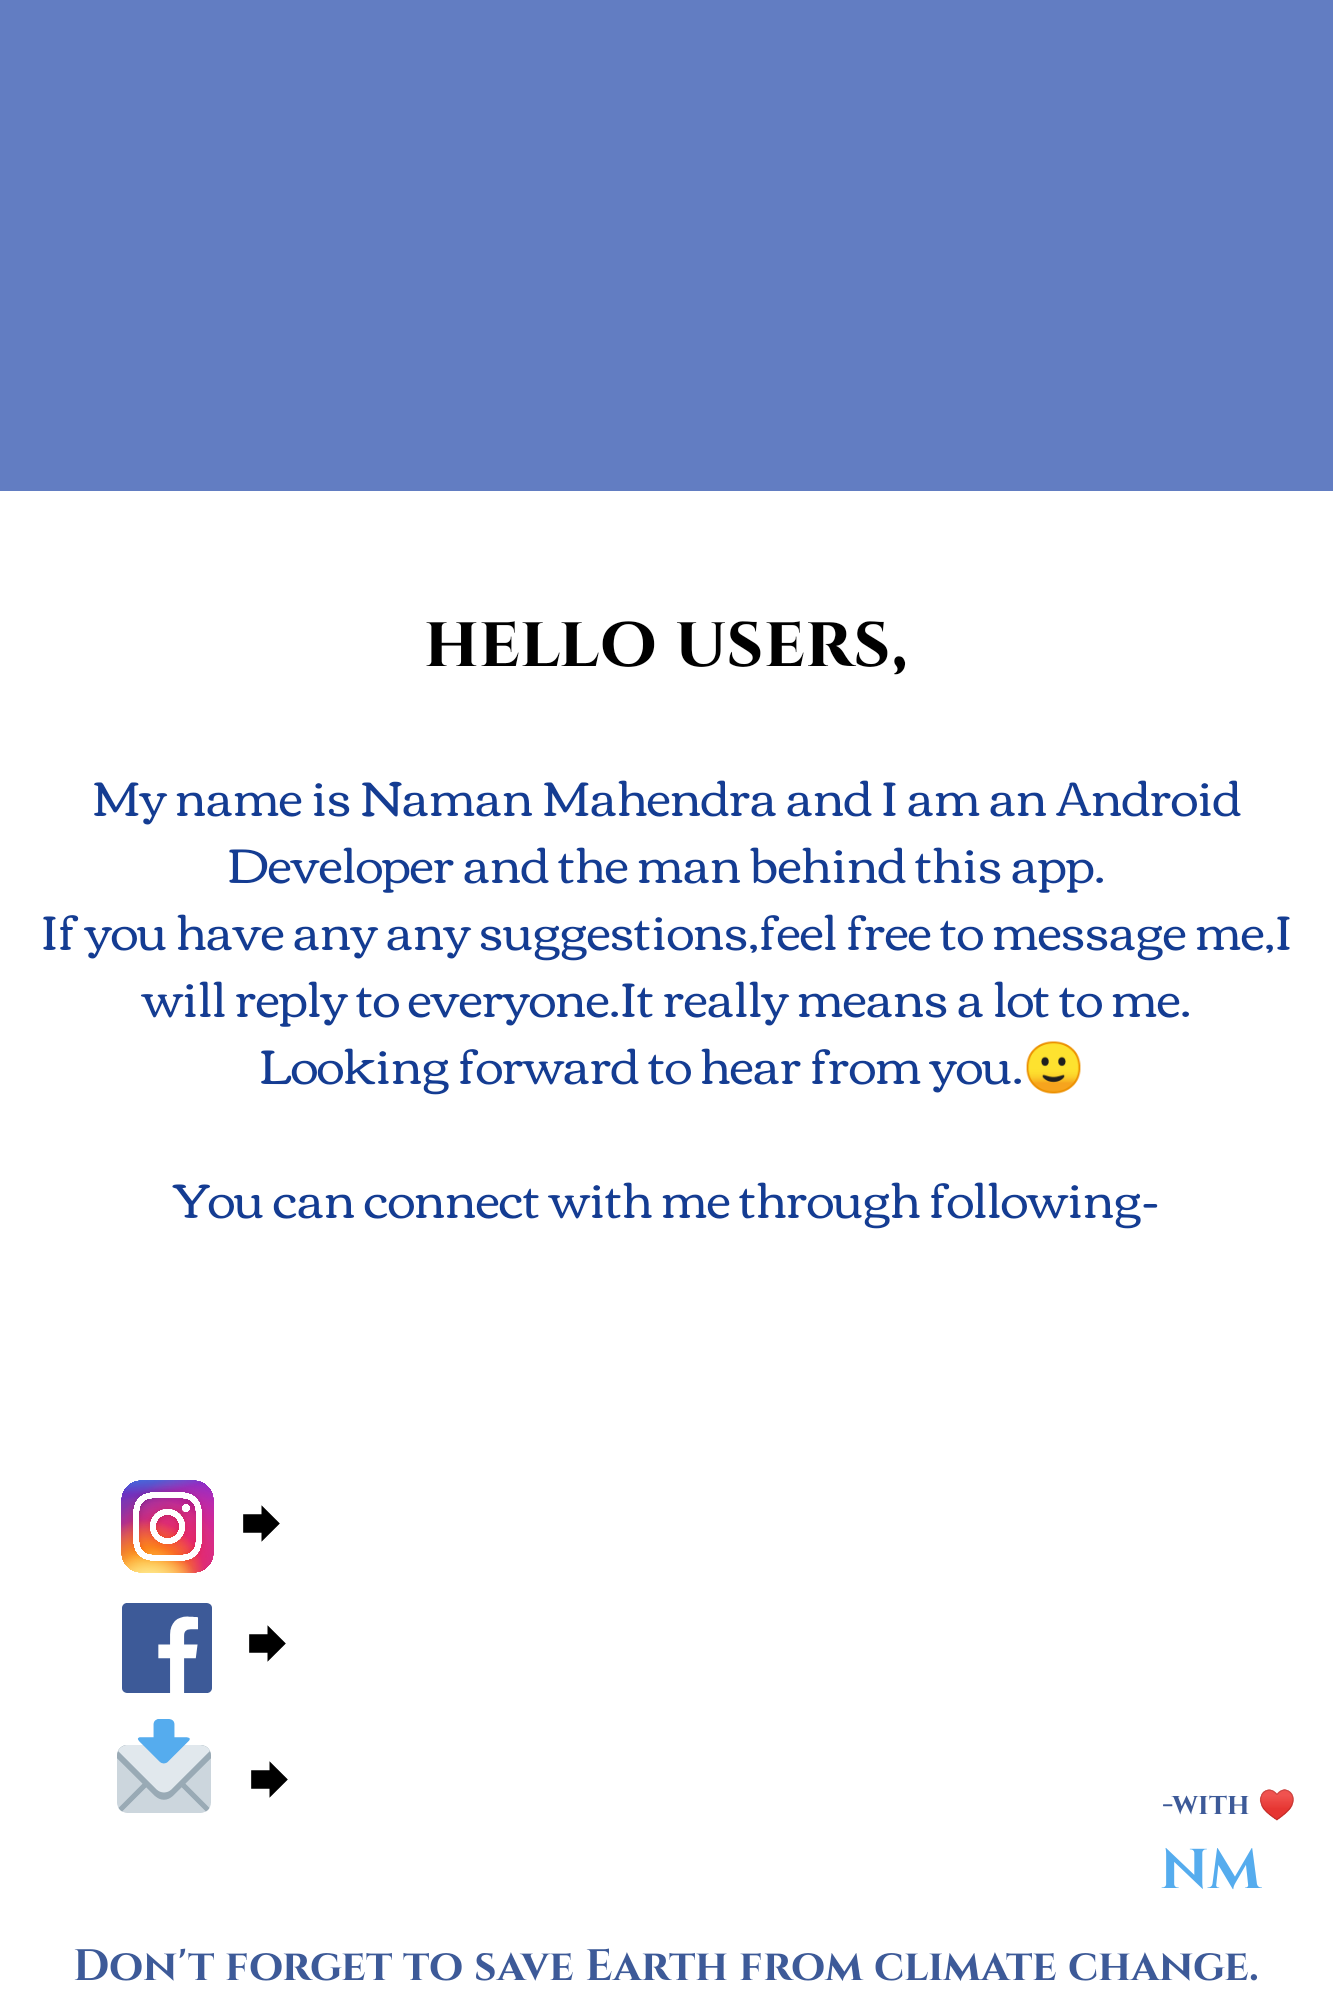 HELLO USERS,
My name is Naman Mahendra and I am an Android
Developer and the man behind this app.
If you have any any suggestions,feel free to message me,I
will reply to everyone.It really means a lot to me.
Looking forward to hear from you.🙂
You can connect with me through following-
-WITH ❤️
NM
DON'T FORGET TO SAVE EARTH FROM CLIMATE CHANGE.